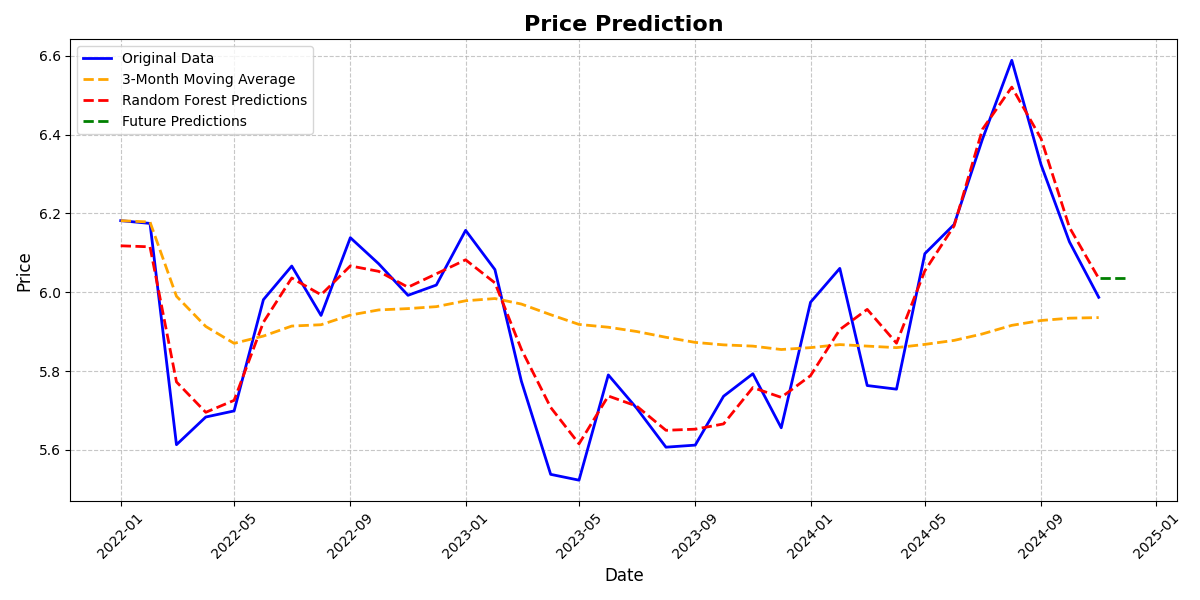 Price Prediction
Original Data
3-Month Moving Average
Random Forest Predictions
Future Predictions
Price
6.6
6.4
6.2
6.0
5.8
5.6
2022-01
2022-05
2022-09
2023-01
2023-05
2023-09
2024-01
2024-05
2024-09
2025-01
Date